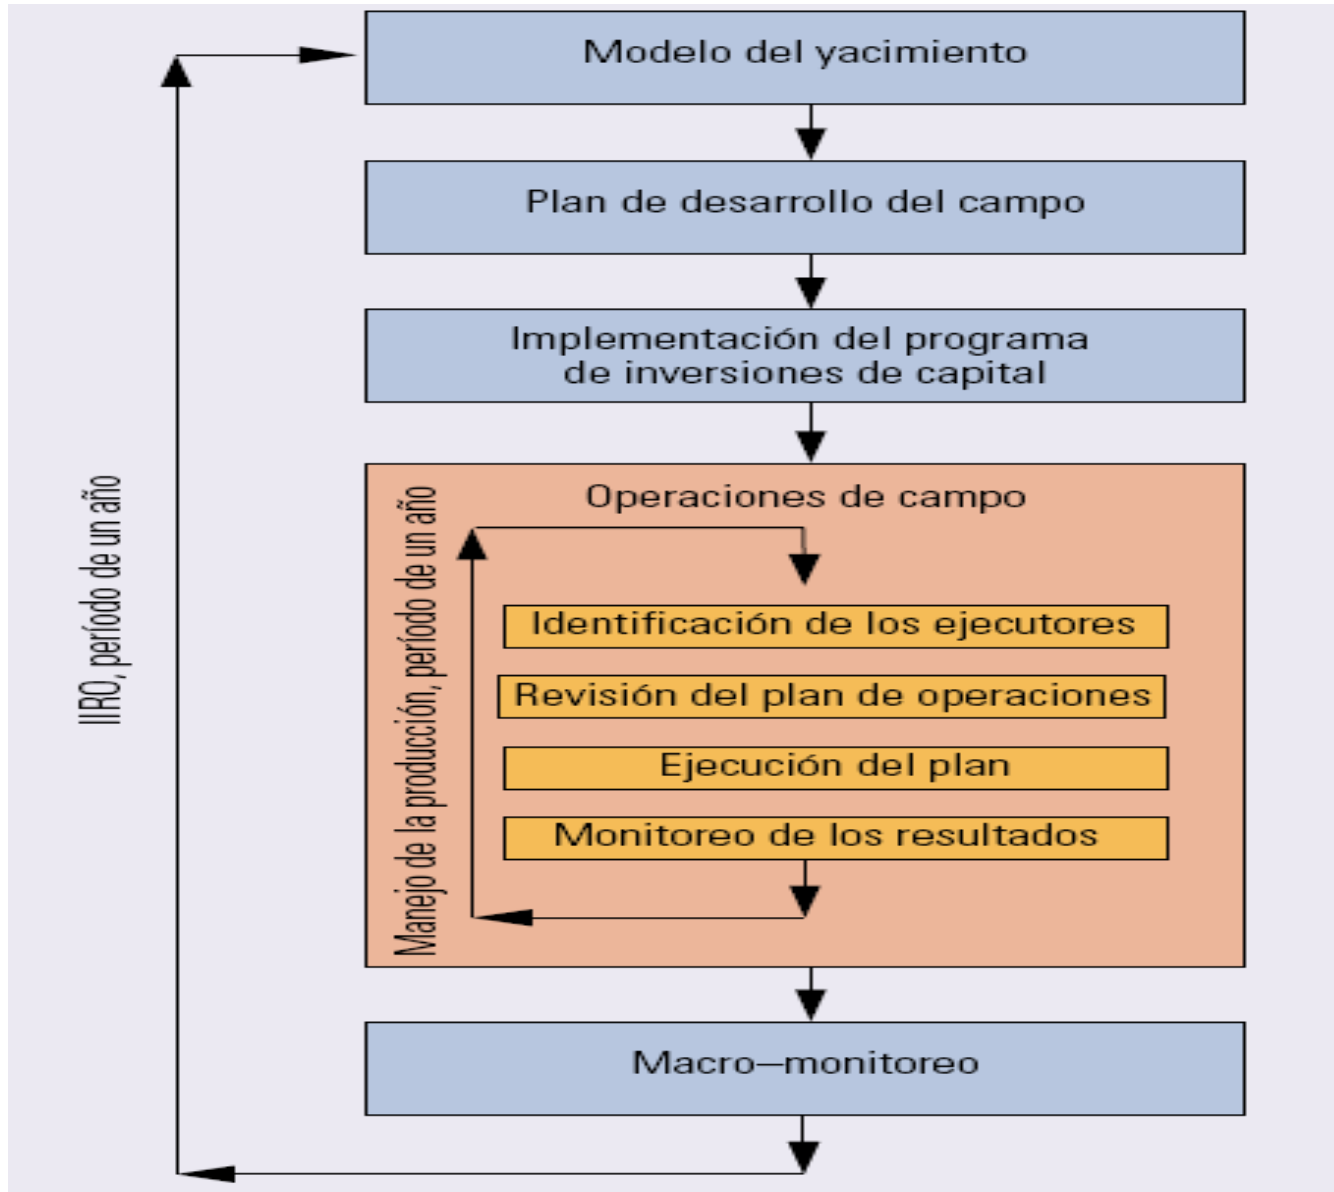 Modelo del yacimiento
Plan de desarrollo del campo
Implementación del programa
de inversiones de capital
IIRO, período de un año
Operaciones de campo
Manejo de la producción, período de un año
Identificación de los ejecutores
Revisión del plan de operaciones
Ejecución del plan
Monitoreo de los resultados
Macro–monitoreo